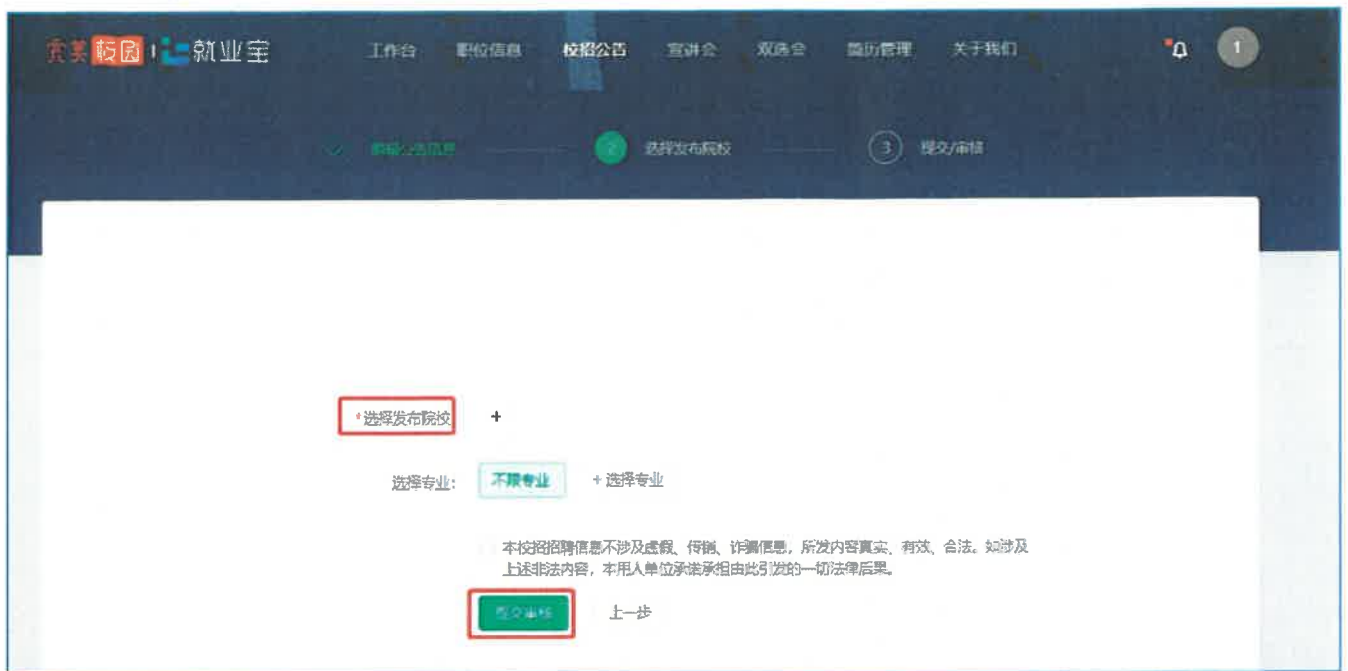 完美校园 就业宝 工作台 职位信息 校招公告 宣讲会 双选会 简历管理 关于我们 1
编辑公告信息 2 选择发布院校 3 提交/审核
*选择发布院校 +
选择专业: 不限专业 + 选择专业
本校招招聘信息不涉及虚假、传销、诈骗信息，所发内容真实、有效、合法。如涉及
上述非法内容，本用人单位承诺承担由此引发的一切法律后果。
提交审核 上一步